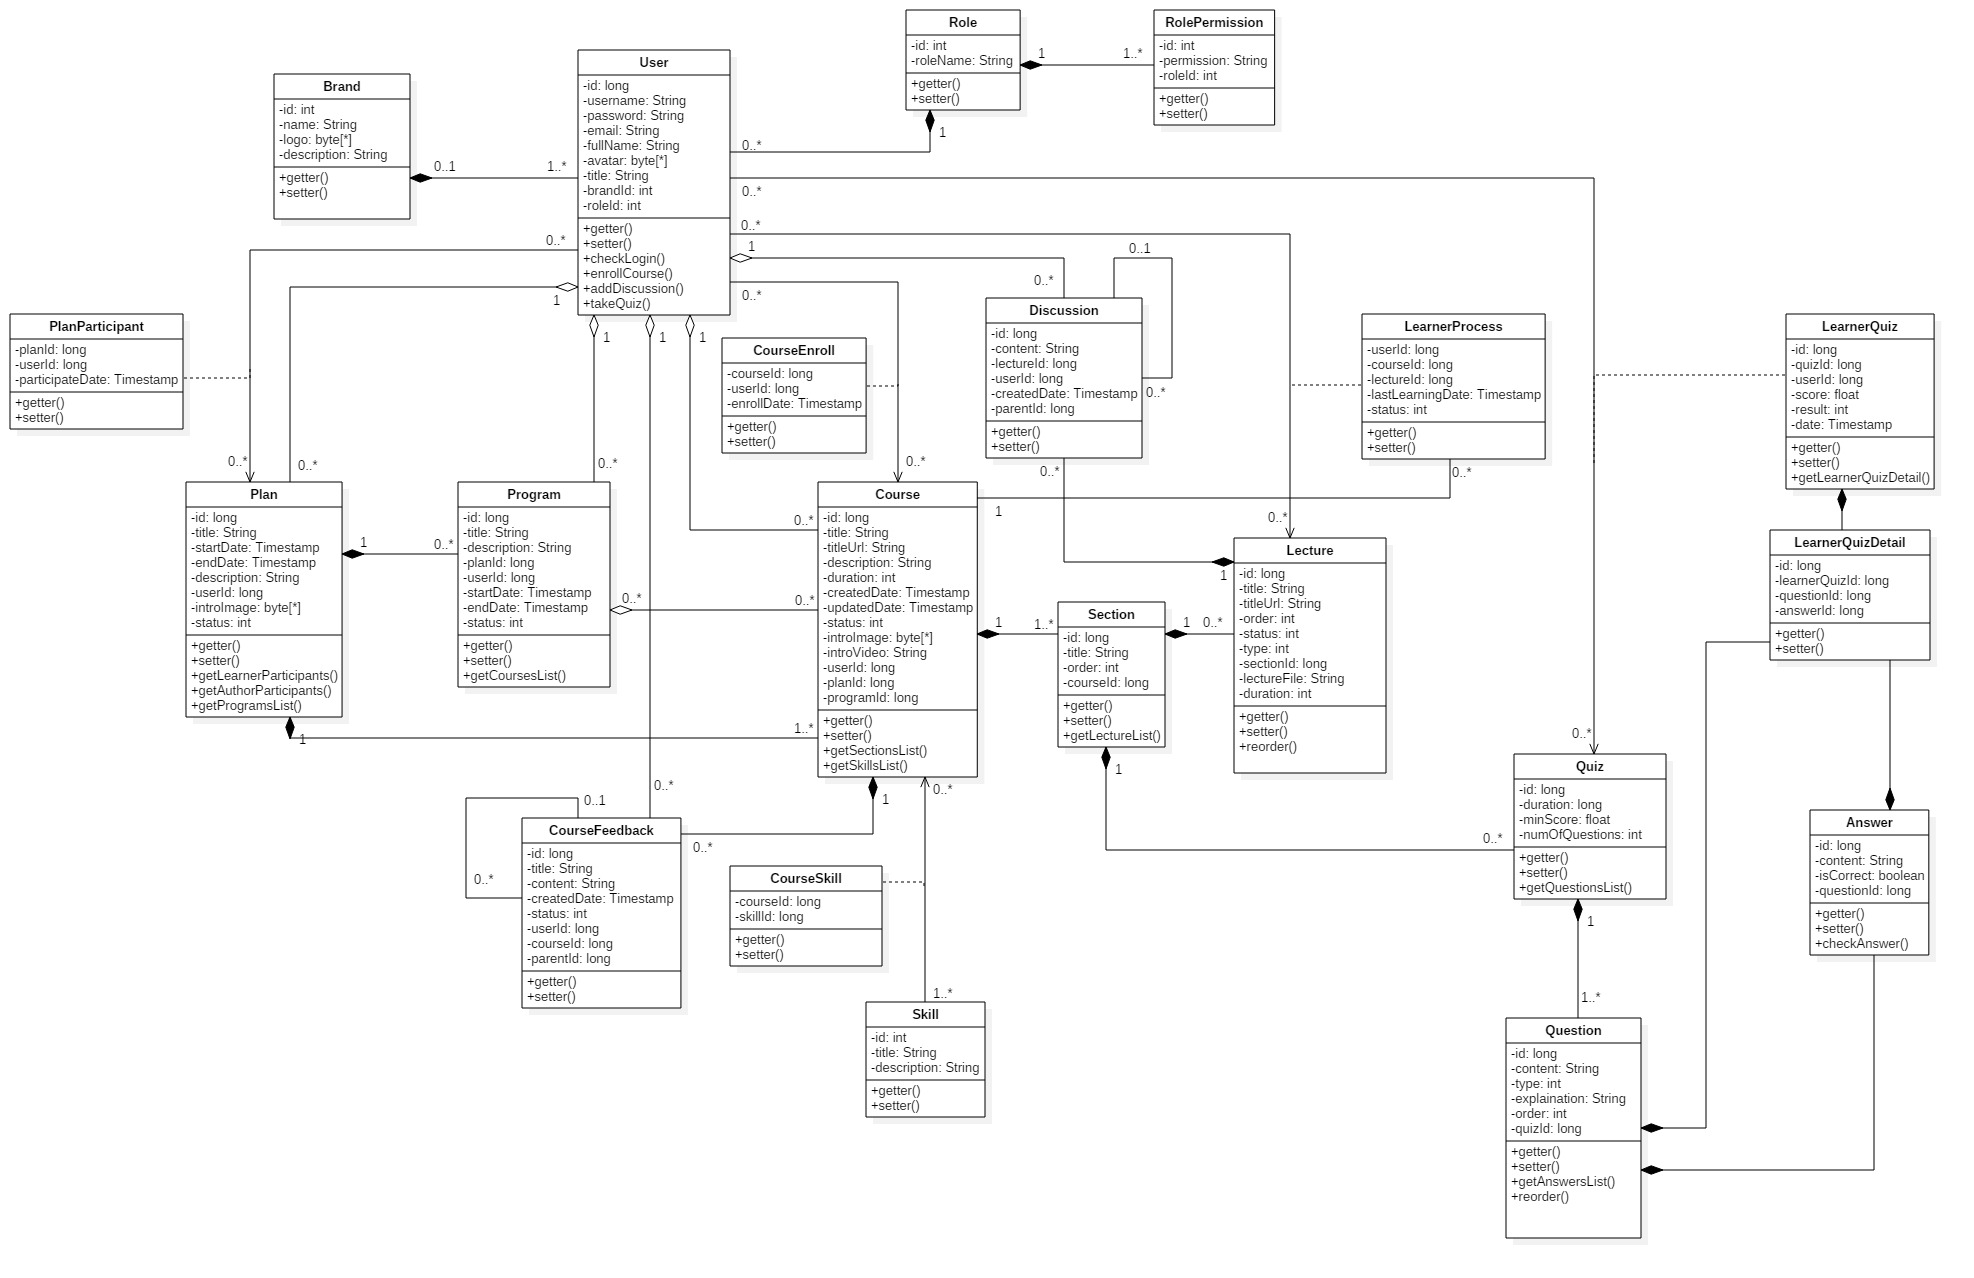 Role
-id: int
-roleName: String
+getter()
+setter()
1
1..*
1
RolePermission
-id: int
-permission: String
-roleId: int
+getter()
+setter()
Brand
-id: int
-name: String
-logo: byte[*]
-description: String
+getter()
+setter()
0..1
1..*
User
-id: long
-username: String
-password: String
-email: String
-fullName: String
-avatar: byte[*]
-title: String
-brandId: int
-roleId: int
+getter()
+setter()
+checkLogin()
+enrollCourse()
+addDiscussion()
+takeQuiz()
0..*
0..*
0..*
1
0..*
0..*
1
1
1
1
PlanParticipant
-planId: long
-userId: long
-participateDate: Timestamp
+getter()
+setter()
CourseEnroll
-courseId: long
-userId: long
-enrollDate: Timestamp
+getter()
+setter()
0..1
0..*
Discussion
-id: long
-content: String
-lectureId: long
-userId: long
-createdDate: Timestamp
-parentId: long
+getter()
+setter()
0..*
0..*
LearnerProcess
-userId: long
-courseId: long
-lectureId: long
-lastLearningDate: Timestamp
-status: int
+getter()
+setter()
0..*
LearnerQuiz
-id: long
-quizId: long
-userId: long
-score: float
-result: int
-date: Timestamp
+getter()
+setter()
+getLearnerQuizDetail()
0..*
0..*
Plan
-id: long
-title: String
-startDate: Timestamp
-endDate: Timestamp
-description: String
-userId: long
-introImage: byte[*]
-status: int
+getter()
+setter()
+getLearnerParticipants()
+getAuthorParticipants()
+getProgramsList()
1
0..*
1
0..*
Program
-id: long
-title: String
-description: String
-planId: long
-userId: long
-startDate: Timestamp
-endDate: Timestamp
-status: int
+getter()
+setter()
+getCoursesList()
0..*
0..*
0..*
0..*
1..*
Course
-id: long
-title: String
-titleUrl: String
-description: String
-duration: int
-createdDate: Timestamp
-updatedDate: Timestamp
-status: int
-introImage: byte[*]
-introVideo: String
-userId: long
-planId: long
-programId: long
+getter()
+setter()
+getSectionsList()
+getSkillsList()
1
1
1..*
1
0..*
Section
-id: long
-title: String
-order: int
-courseId: long
+getter()
+setter()
+getLectureList()
1
0..*
1
0..*
1
Lecture
-id: long
-title: String
-titleUrl: String
-order: int
-status: int
-type: int
-sectionId: long
-lectureFile: String
-duration: int
+getter()
+setter()
+reorder()
LearnerQuizDetail
-id: long
-learnerQuizId: long
-questionId: long
-answerId: long
+getter()
+setter()
0..*
0..*
Quiz
-id: long
-duration: long
-minScore: float
-numOfQuestions: int
+getter()
+setter()
+getQuestionsList()
1
1..*
Answer
-id: long
-content: String
-isCorrect: boolean
-questionId: long
+getter()
+setter()
+checkAnswer()
0..1
0..*
0..*
0..*
CourseFeedback
-id: long
-title: String
-content: String
-createdDate: Timestamp
-status: int
-userId: long
-courseId: long
-parentId: long
+getter()
+setter()
CourseSkill
-courseId: long
-skillId: long
+getter()
+setter()
1..*
Skill
-id: int
-title: String
-description: String
+getter()
+setter()
Question
-id: long
-content: String
-type: int
-explaination: String
-order: int
-quizId: long
+getter()
+setter()
+getAnswersList()
+reorder()